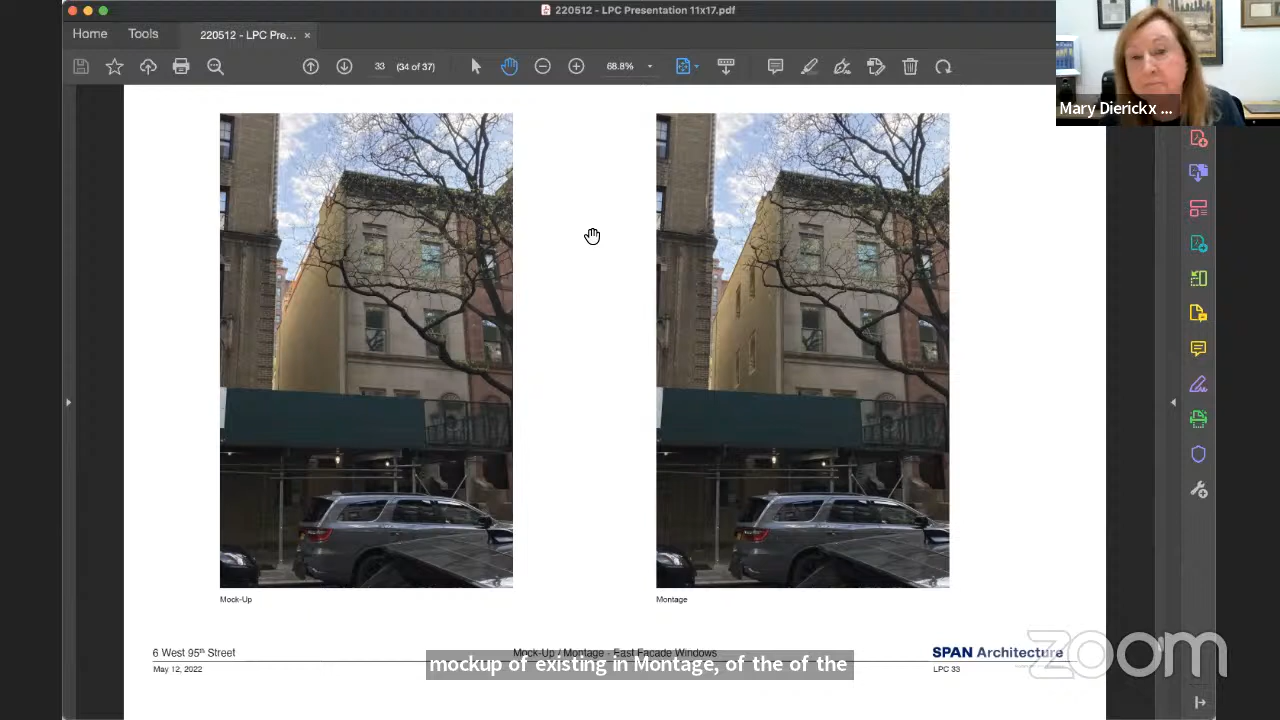 220512 - LPC Presentation 11x17.pdf
Home
Tools
220512 - LPC Pre... ×
33
(34 of 37)
68.8%
Mary Dierickx ...
Mock-Up
Montage
6 West 95th Street
Mock-Up / Montage - East Facade Windows
SPAN Architecture
May 12, 2022
LPC 33
mockup of existing in Montage, of the of the
zoom